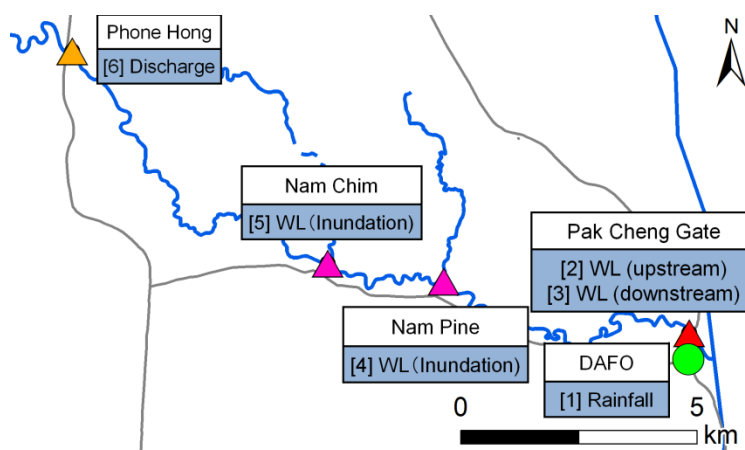 Phone Hong
[6] Discharge
N
Nam Chim
[5] WL (Inundation)
Pak Cheng Gate
[2] WL (upstream)
[3] WL (downstream)
Nam Pine
[4] WL (Inundation)
DAFO
[1] Rainfall
0 5
km